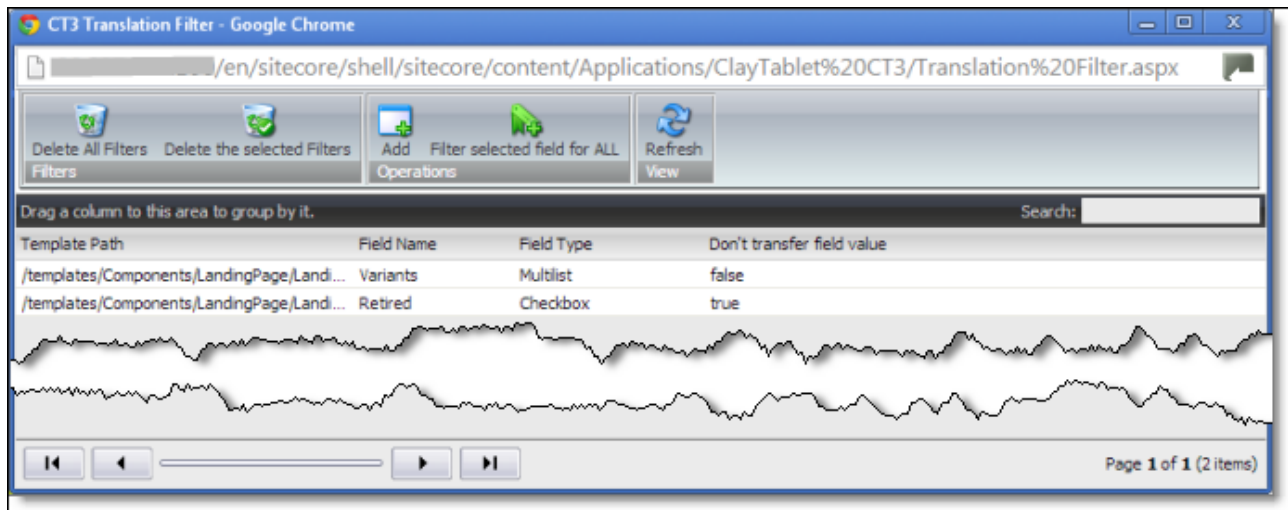 CT3 Translation Filter - Google Chrome
/en/sitecore/shell/sitecore/content/Applications/ClayTablet%20CT3/Translation%20Filter.aspx
Delete All Filters Delete the selected Filters Add Filter selected field for ALL Refresh
Filters Operations View
Drag a column to this area to group by it. Search:
Template Path Field Name Field Type Don't transfer field value
/templates/Components/LandingPage/Landi... Variants Multilist false
/templates/Components/LandingPage/Landi... Retired Checkbox true
Page 1 of 1 (2 items)